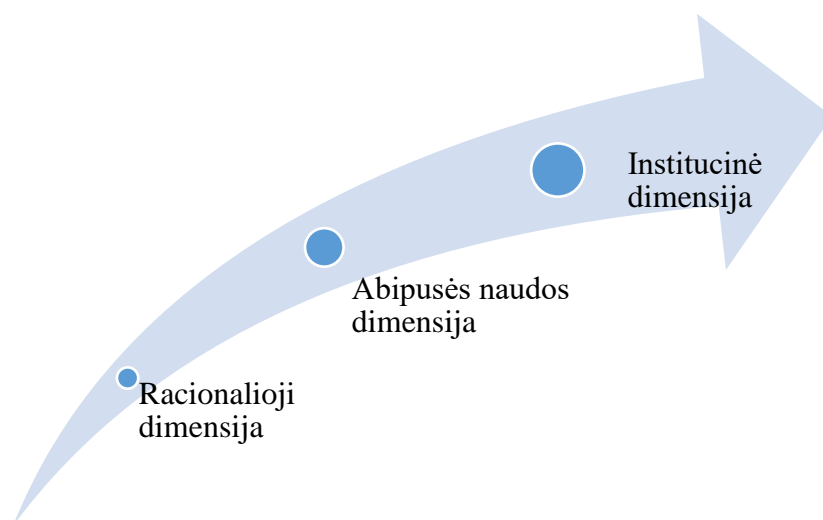 Institucinė
dimensija
Abipusės naudos
dimensija
Racionalioji
dimensija